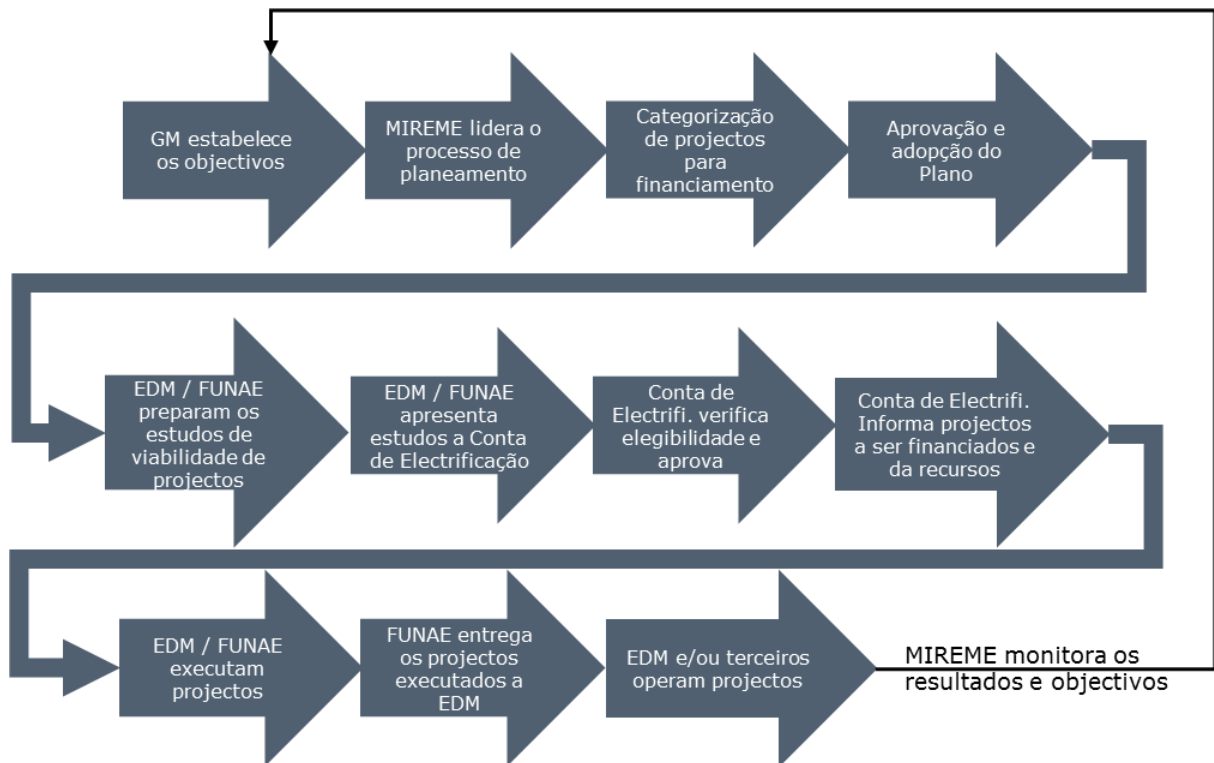 GM estabelece
os objectivos
MIREME lidera o
processo de
planeamento
Categorização
de projectos
para
financiamento
Aprovação e
adopção do
Plano
EDM / FUNAE
preparam os
estudos de
viabilidade de
projectos
EDM / FUNAE
apresenta
estudos a Conta
de Electrificação
Conta de
Electrifi. verifica
elegibilidade e
aprova
Conta de Electrifi.
Informa projectos
a ser financiados e
da recursos
EDM / FUNAE
executam
projectos
FUNAE entrega
os projectos
executados a
EDM
EDM e/ou terceiros
operam projectos
MIREME monitora os
resultados e objectivos